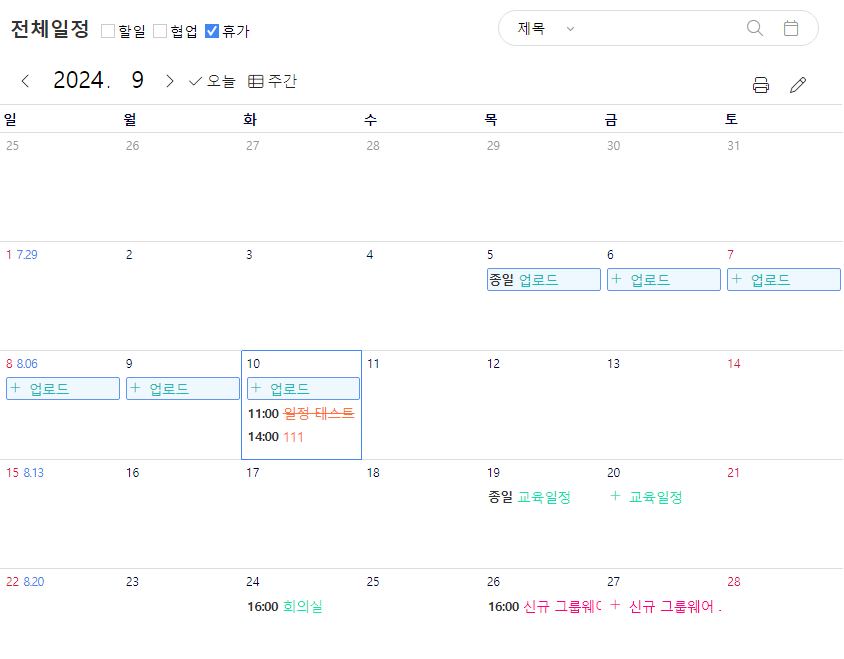 전체일정 할일 협업 휴가 제목
2024. 9 오늘 주간
일 월 화 수 목 금 토
25 26 27 28 29 30 31
1 7.29 2 3 4 5 6 7
종일 업로드 + 업로드 + 업로드
8 8.06 9 10 11 12 13 14
+ 업로드 + 업로드 + 업로드
11:00 일정 테스트
14:00 111
15 8.13 16 17 18 19 20 21
종일 교육일정 + 교육일정
22 8.20 23 24 25 26 27 28
16:00 회의실 16:00 신규 그룹웨어 + 신규 그룹웨어 .